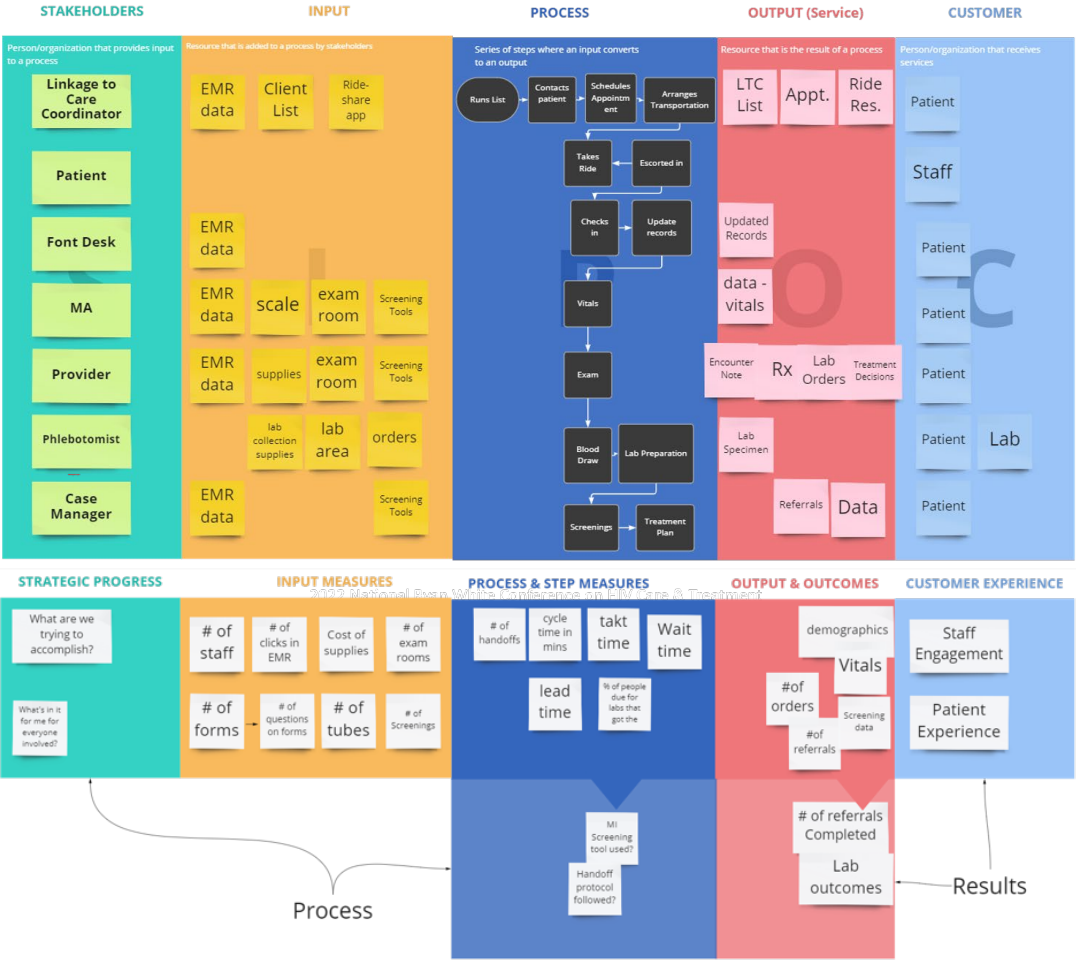 STAKEHOLDERS
INPUT
PROCESS
OUTPUT (Service)
CUSTOMER
Person/organization that provides input
to a process
Resource that is added to a process by stakeholders
Series of steps where an input converts
to an output
Resource that is the result of a process
Person/organization that receives
services
Linkage to
Care
Coordinator
EMR
data
Client
List
Ride-
share
app
Runs List
Contacts
patient
Schedules
Appointm
ent
Arranges
Transportation
LTC
List
Appt.
Ride
Res.
Patient
Patient
Takes
Ride
Escorted in
Staff
Font Desk
EMR
data
Checks
in
Update
records
Updated
Records
Patient
S
I
P
O
C
MA
EMR
data
scale
exam
room
Screening
Tools
Vitals
data -
vitals
Patient
Provider
EMR
data
supplies
exam
room
Screening
Tools
Exam
Encounter
Note
Rx
Lab
Orders
Treatment
Decisions
Patient
Phlebotomist
lab
collection
supplies
lab
area
orders
Blood
Draw
Lab Preparation
Lab
Specimen
Patient
Lab
Case
Manager
EMR
data
Screening
Tools
Screenings
Treatment
Plan
Referrals
Data
Patient
STRATEGIC PROGRESS
INPUT MEASURES
PROCESS & STEP MEASURES
OUTPUT & OUTCOMES
CUSTOMER EXPERIENCE
2022 National Ryan White Conference on HIV Care & Treatment
What are we
trying to
accomplish?
# of
staff
# of
clicks in
EMR
Cost of
supplies
# of
exam
rooms
# of
handoffs
cycle
time in
mins
takt
time
Wait
time
demographics
Vitals
Staff
Engagement
What's in it
for me for
everyone
involved?
# of
forms
# of
questions
on forms
# of
tubes
# of
Screenings
lead
time
% of people
due for
labs that
got the
#of
orders
Screening
data
#of
referrals
Patient
Experience
MI
Screening
tool used?
Handoff
protocol
followed?
# of referrals
Completed
Lab
outcomes
Process
Results